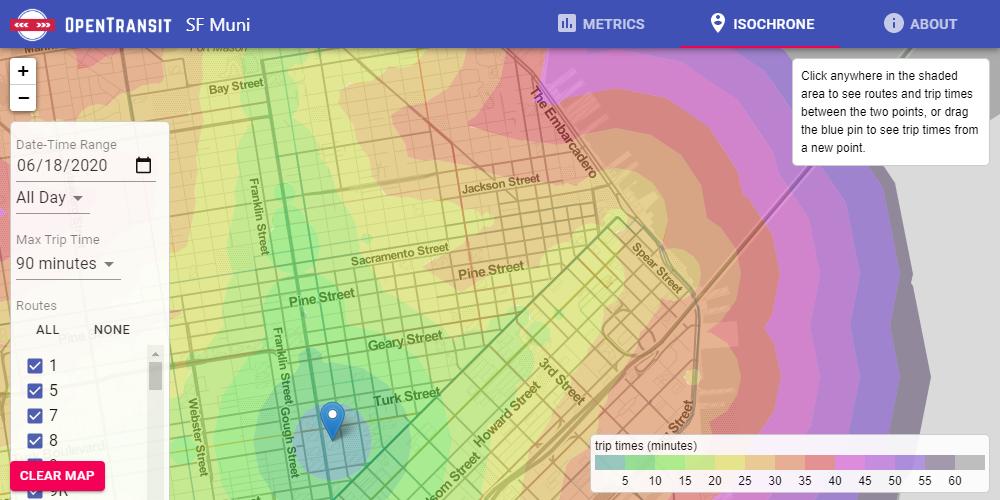 OPENTRANSIT SF Muni
METRICS
ISOCHRONE
ABOUT
+
−
Click anywhere in the shaded
area to see routes and trip times
between the two points, or drag
the blue pin to see trip times from
a new point.
Date-Time Range
06/18/2020
All Day
Max Trip Time
90 minutes
Routes
ALL NONE
1
5
7
8
9R
CLEAR MAP
Fort Mason
Bay Street
The Embarcadero
Jackson Street
Franklin Street
Sacramento Street
Pine Street
Spear Street
Pine Street
Geary Street
Franklin Street
Gough Street
Turk Street
3rd Street
Howard Street
Webster Street
Street
trip times (minutes)
5 10 15 20 25 30 35 40 45 50 55 60